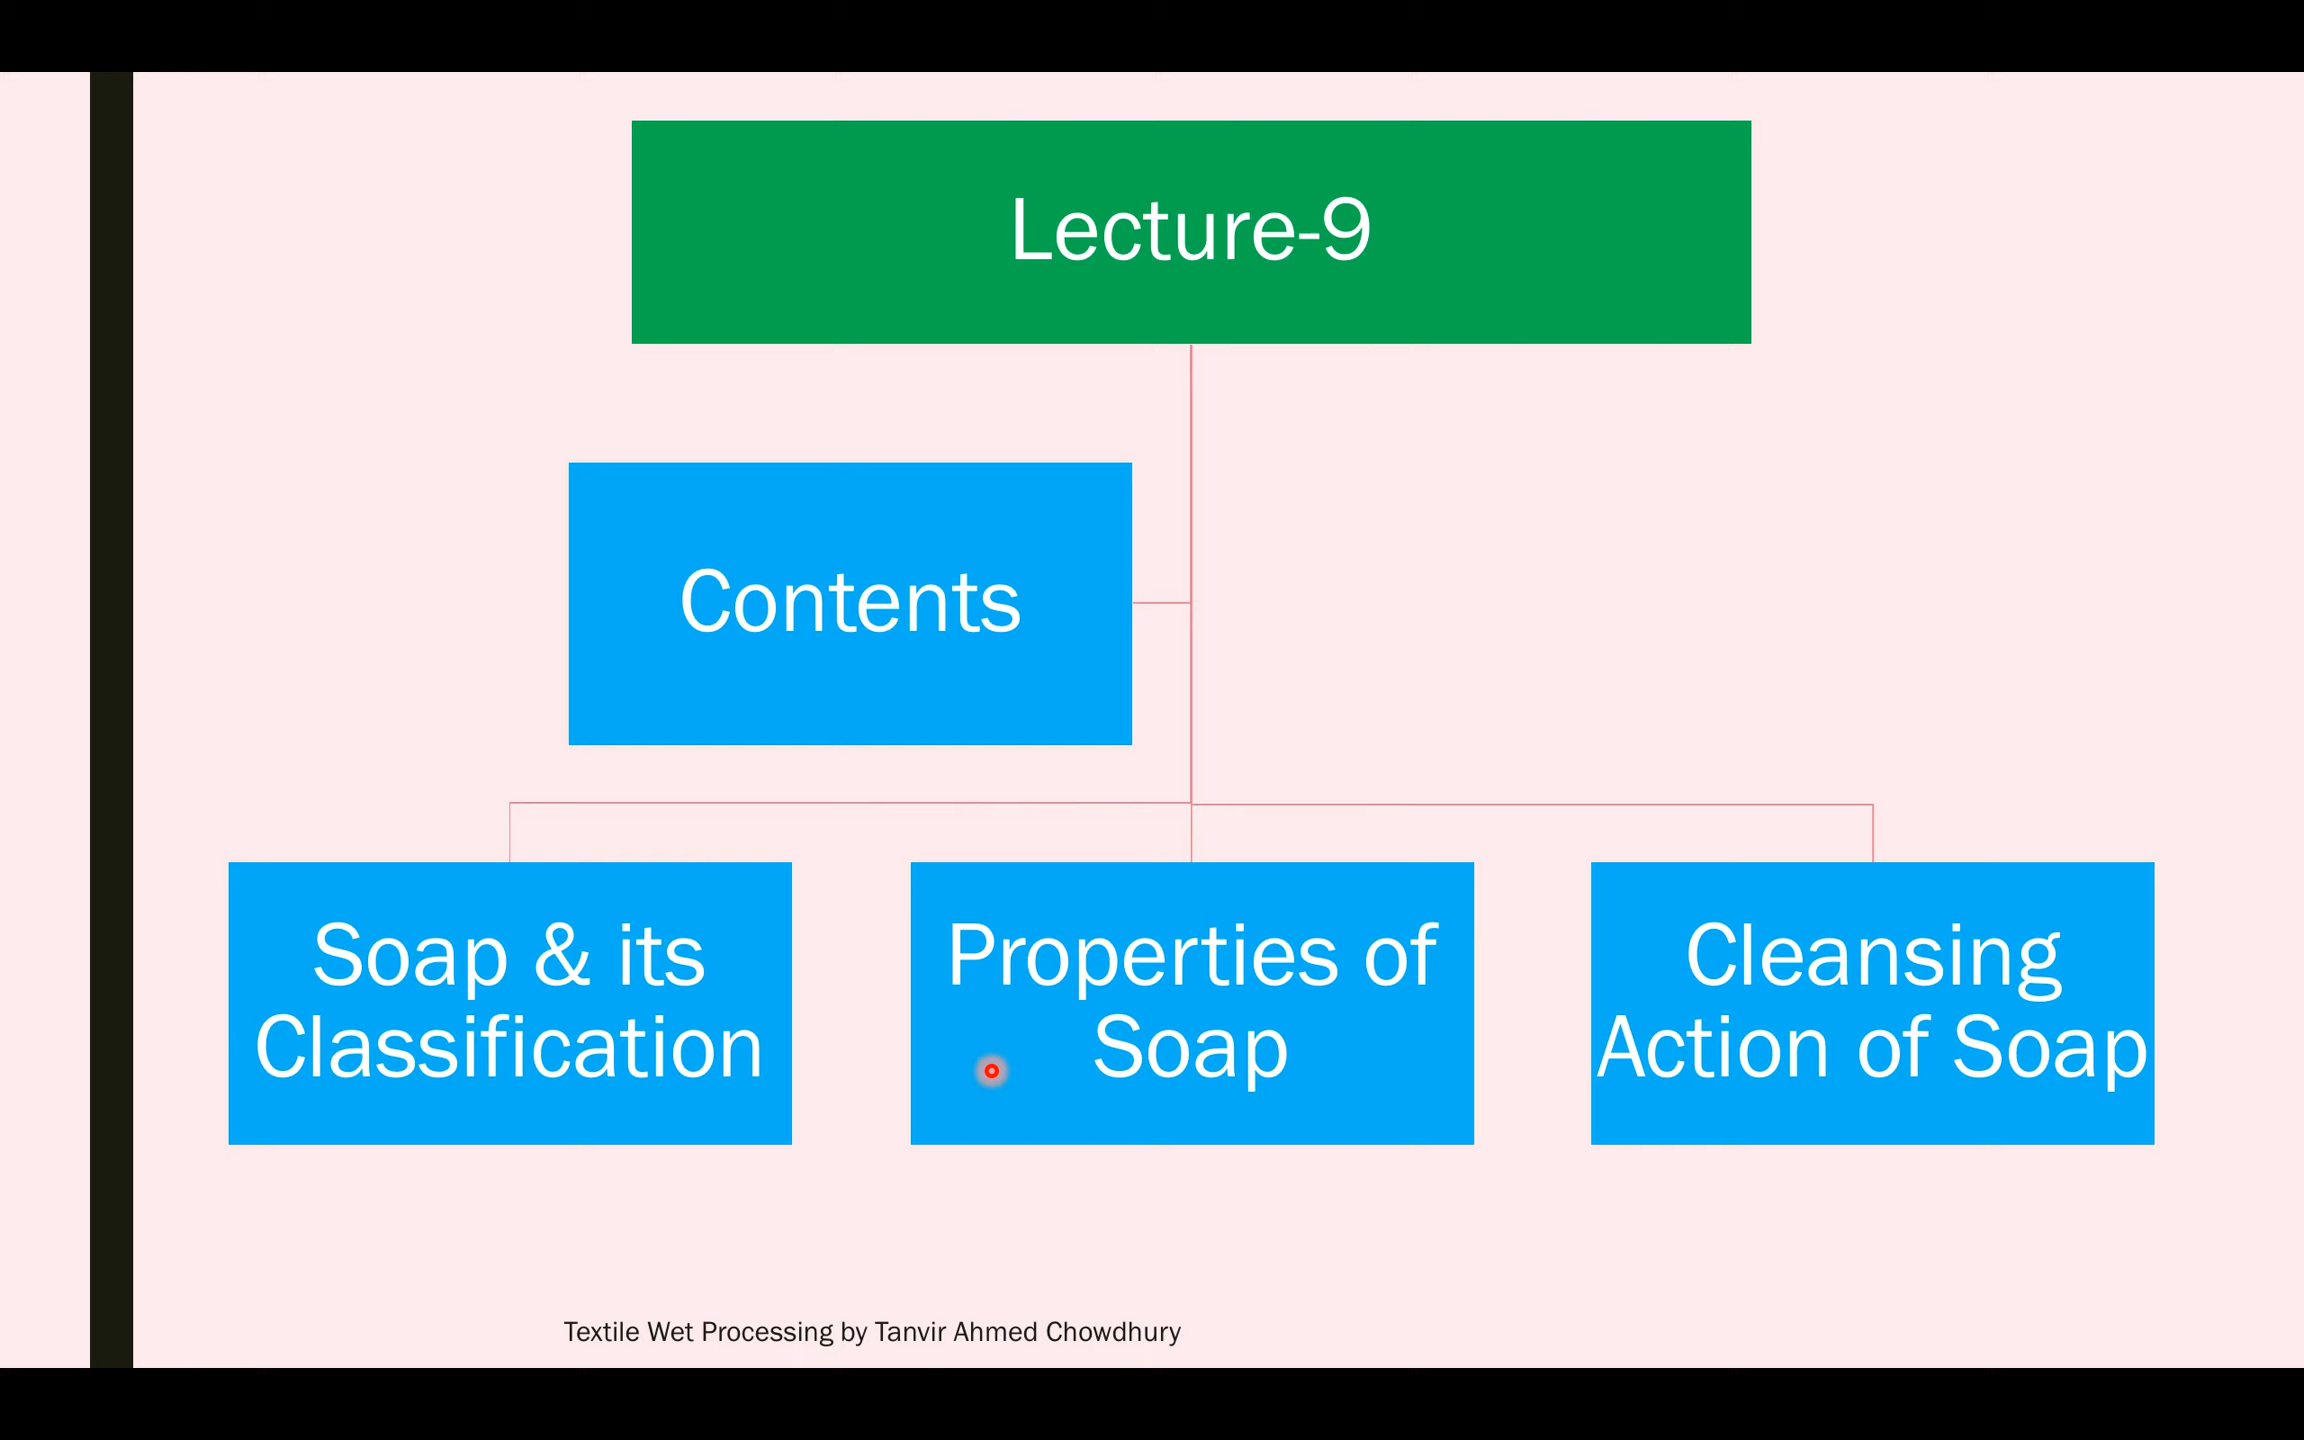 Lecture-9
Contents
Soap & its
Classification
Properties of
Soap
Cleansing
Action of Soap
Textile Wet Processing by Tanvir Ahmed Chowdhury